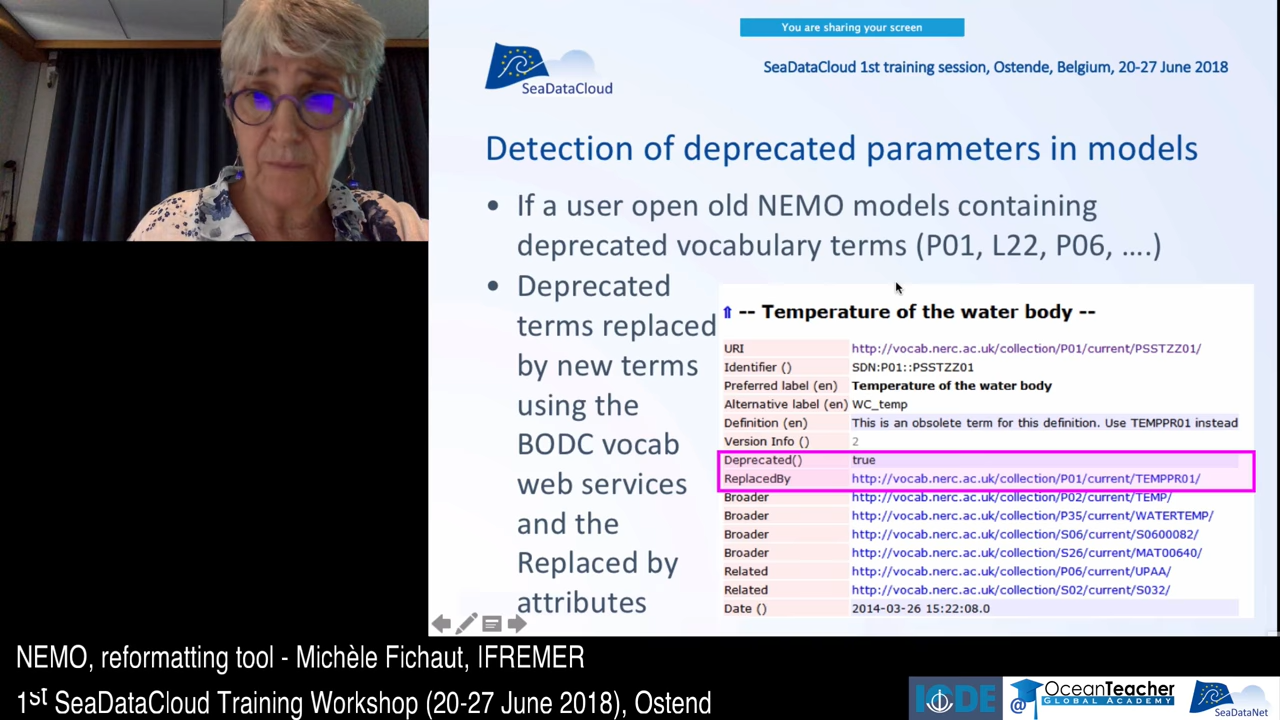 You are sharing your screen
SeaDataCloud
SeaDataCloud 1st training session, Ostende, Belgium, 20-27 June 2018
Detection of deprecated parameters in models
• If a user open old NEMO models containing
deprecated vocabulary terms (P01, L22, P06, ….)
• Deprecated
terms replaced
by new terms
using the
BODC vocab
web services
and the
Replaced by
attributes
⇑ -- Temperature of the water body --
URI http://vocab.nerc.ac.uk/collection/P01/current/PSSTZZ01/
Identifier () SDN:P01::PSSTZZ01
Preferred label (en) Temperature of the water body
Alternative label (en) WC_temp
Definition (en) This is an obsolete term for this definition. Use TEMPPR01 instead
Version Info () 2
Deprecated() true
ReplacedBy http://vocab.nerc.ac.uk/collection/P01/current/TEMPPR01/
Broader http://vocab.nerc.ac.uk/collection/P02/current/TEMP/
Broader http://vocab.nerc.ac.uk/collection/P35/current/WATERTEMP/
Broader http://vocab.nerc.ac.uk/collection/S06/current/S0600082/
Broader http://vocab.nerc.ac.uk/collection/S26/current/MAT00640/
Related http://vocab.nerc.ac.uk/collection/P06/current/UPAA/
Related http://vocab.nerc.ac.uk/collection/S02/current/S032/
Date () 2014-03-26 15:22:08.0
NEMO, reformatting tool - Michèle Fichaut, IFREMER
1st SeaDataCloud Training Workshop (20-27 June 2018), Ostend
IODE
@ OceanTeacher
GLOBAL ACADEMY
SeaDataNet